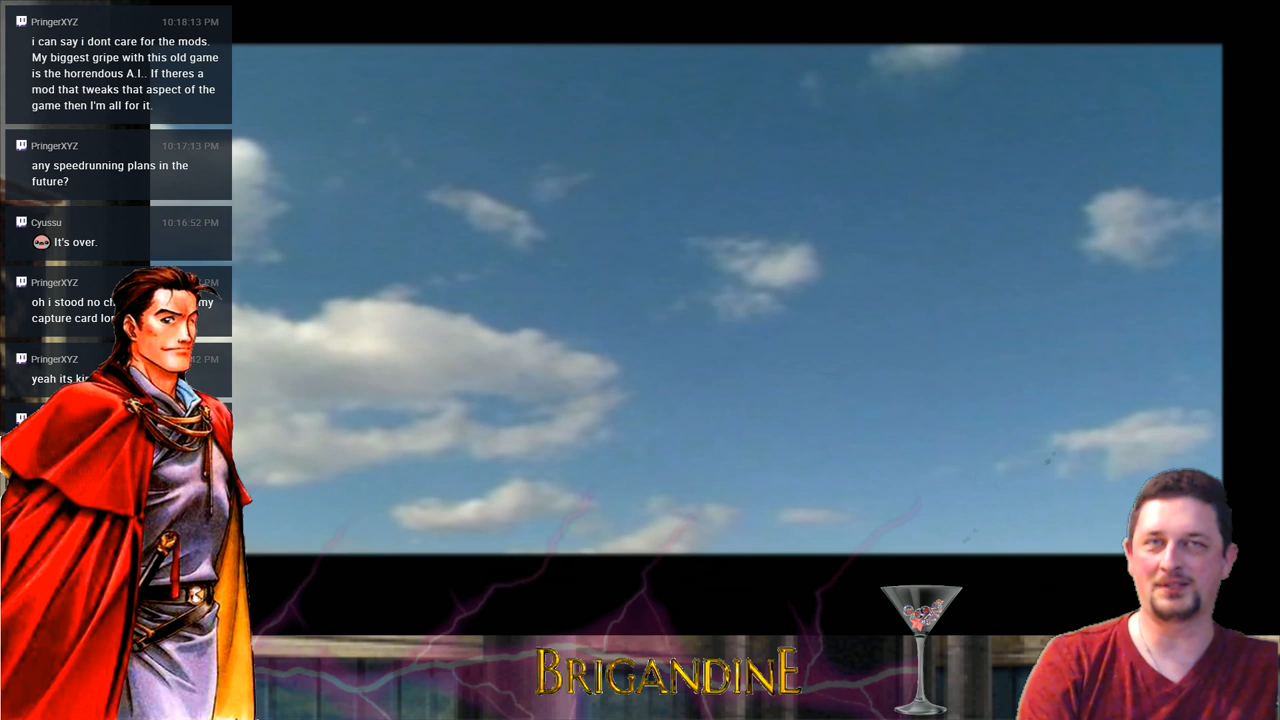 PringerXYZ 10:18:13 PM
i can say i dont care for the mods.
My biggest gripe with this old game
is the horrendous A.I.. If theres a
mod that tweaks that aspect of the
game then I'm all for it.
PringerXYZ 10:17:13 PM
any speedrunning plans in the
future?
Cyussu 10:16:52 PM
It's over.
PringerXYZ PM
oh i stood no my
capture card
PringerXYZ 42 PM
yeah its
BRIGANDINE